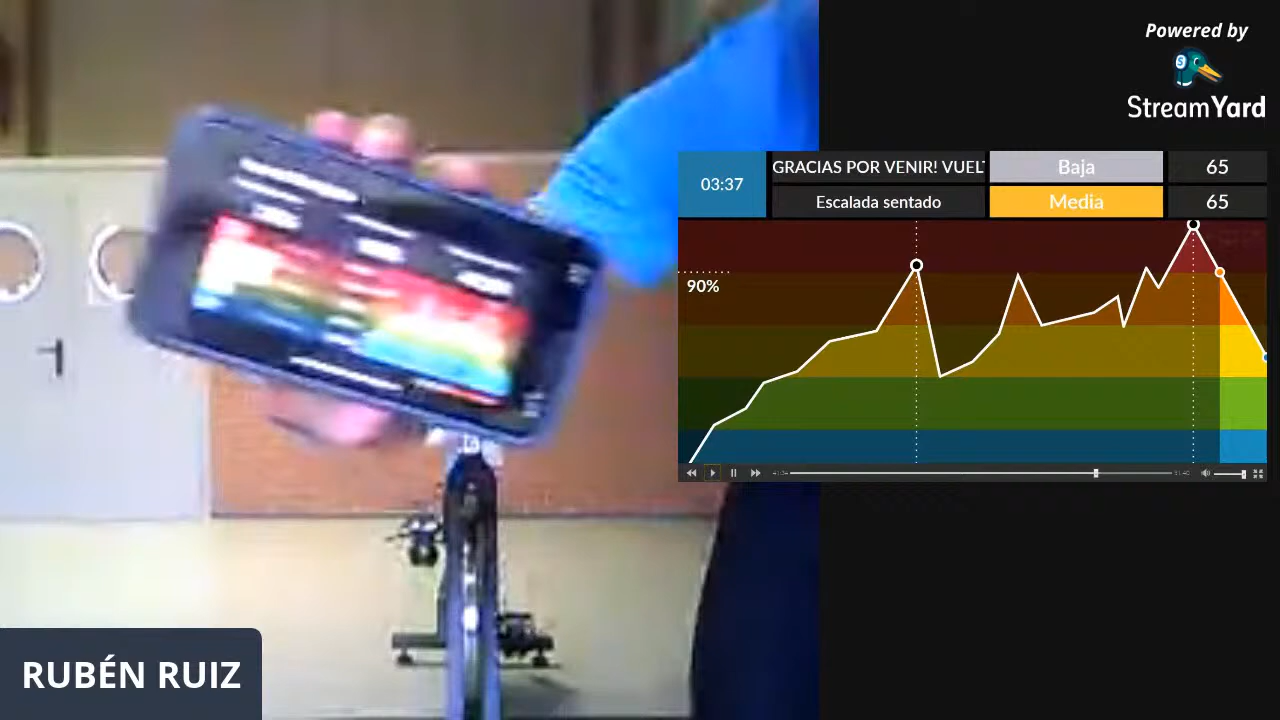 Powered by
StreamYard
03:37
GRACIAS POR VENIR! VUEL
Baja
65
Escalada sentado
Media
65
90%
RUBÉN RUIZ